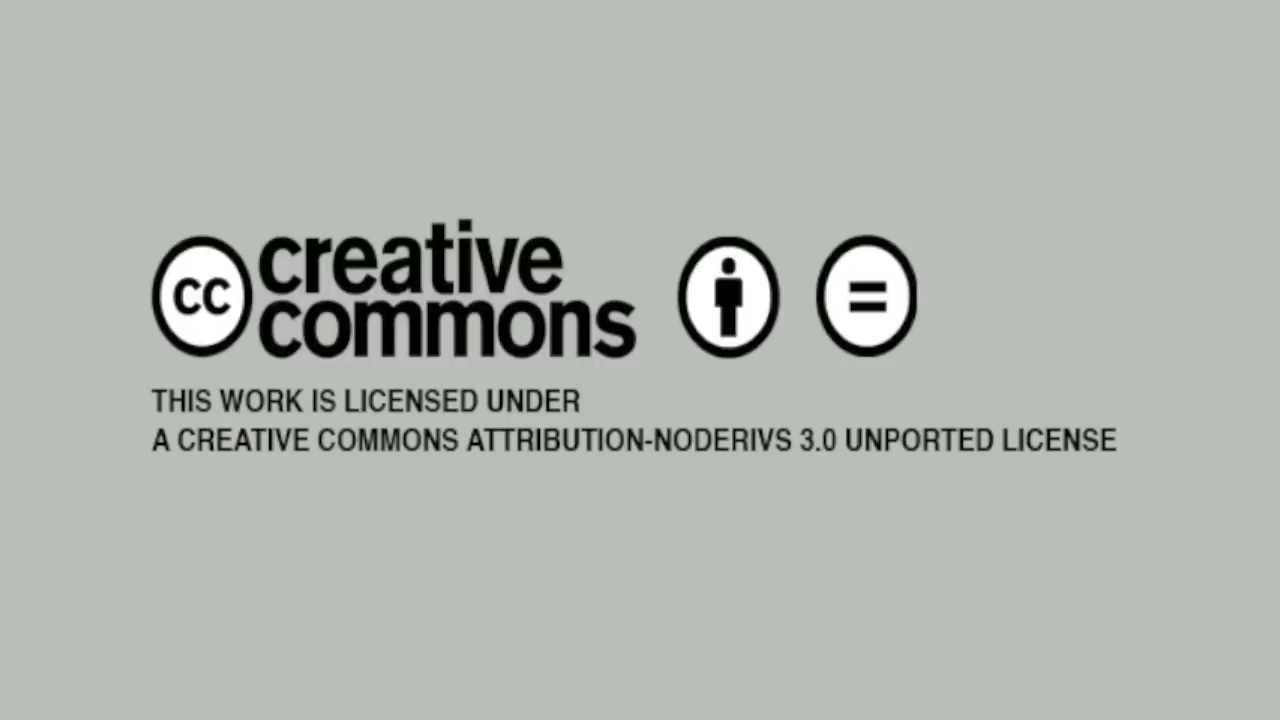 cc creative
commons
=
THIS WORK IS LICENSED UNDER
A CREATIVE COMMONS ATTRIBUTION-NODERIVS 3.0 UNPORTED LICENSE